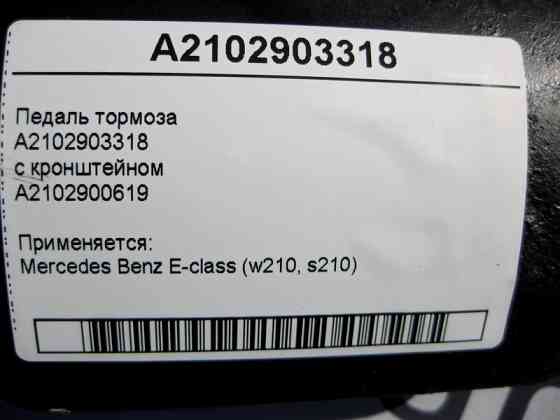 A2102903318
Педаль тормоза
A2102903318
с кронштейном
A2102900619
Применяется:
Mercedes Benz E-class (w210, s210)